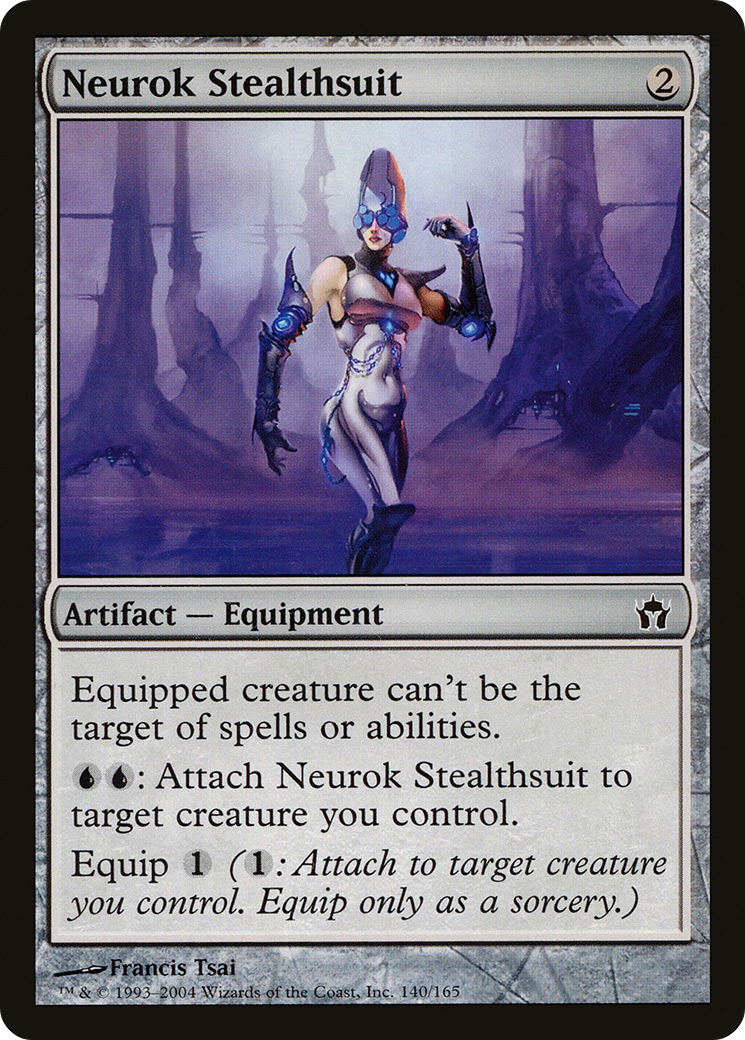 Neurok Stealthsuit 2
Artifact — Equipment
Equipped creature can't be the
target of spells or abilities.
: Attach Neurok Stealthsuit to
target creature you control.
Equip 1 (1: Attach to target creature
you control. Equip only as a sorcery.)
Francis Tsai
™ & © 1993–2004 Wizards of the Coast, Inc. 140/165